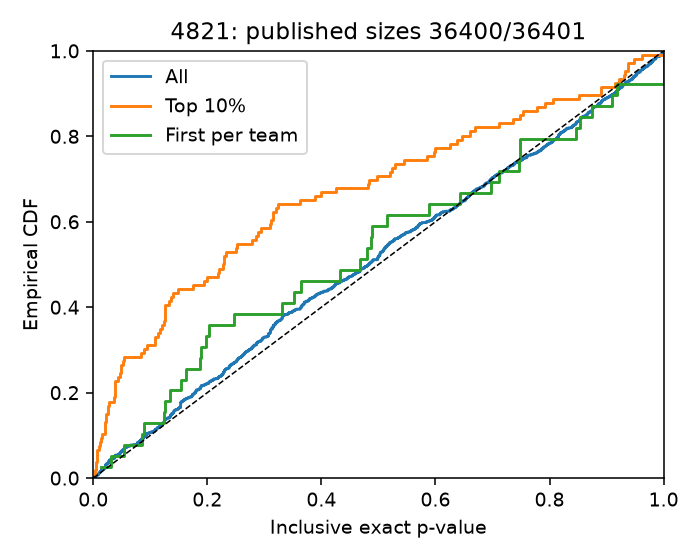 4821: published sizes 36400/36401
All
Top 10%
First per team
Empirical CDF
1.0
0.8
0.6
0.4
0.2
0.0
0.0 0.2 0.4 0.6 0.8 1.0
Inclusive exact p-value